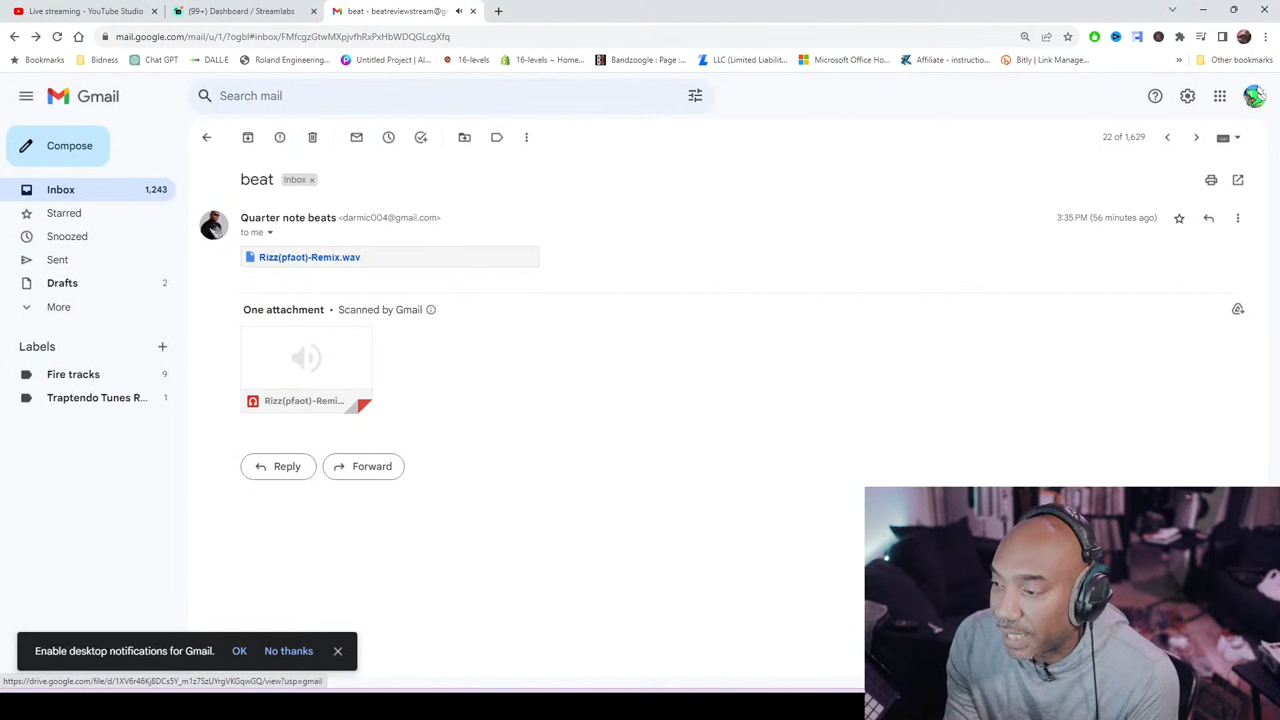 Live streaming - YouTube Studio
(99+) Dashboard / Streamlabs
beat - beatreviewstream@g
mail.google.com/mail/u/1/?ogbl#inbox/FMfcgzGtwMXpjvfhRxPxHbWDQGLcgXfq
Bookmarks
Bidness
Chat GPT
DALL-E
Roland Engineering...
Untitled Project | Al...
16-levels
16-levels ~ Home...
Bandzoogle : Page :...
LLC (Limited Liabilit...
Microsoft Office Ho...
Affiliate - instructio...
Bitly | Link Manage...
»
Other bookmarks
Gmail
Search mail
Compose
22 of 1,629
Inbox 1,243
Starred
Snoozed
Sent
Drafts 2
More
Labels
Fire tracks 9
Traptendo Tunes R... 1
beat Inbox ×
Quarter note beats <darmic004@gmail.com>
3:35 PM (56 minutes ago)
to me
Rizz(pfaot)-Remix.wav
One attachment • Scanned by Gmail
Rizz(pfaot)-Remi...
Reply
Forward
Enable desktop notifications for Gmail. OK No thanks
https://drive.google.com/file/d/1XV6r46Kj8DCs5Y_m1z7SzUYrgVKGqwGQ/view?usp=gmail